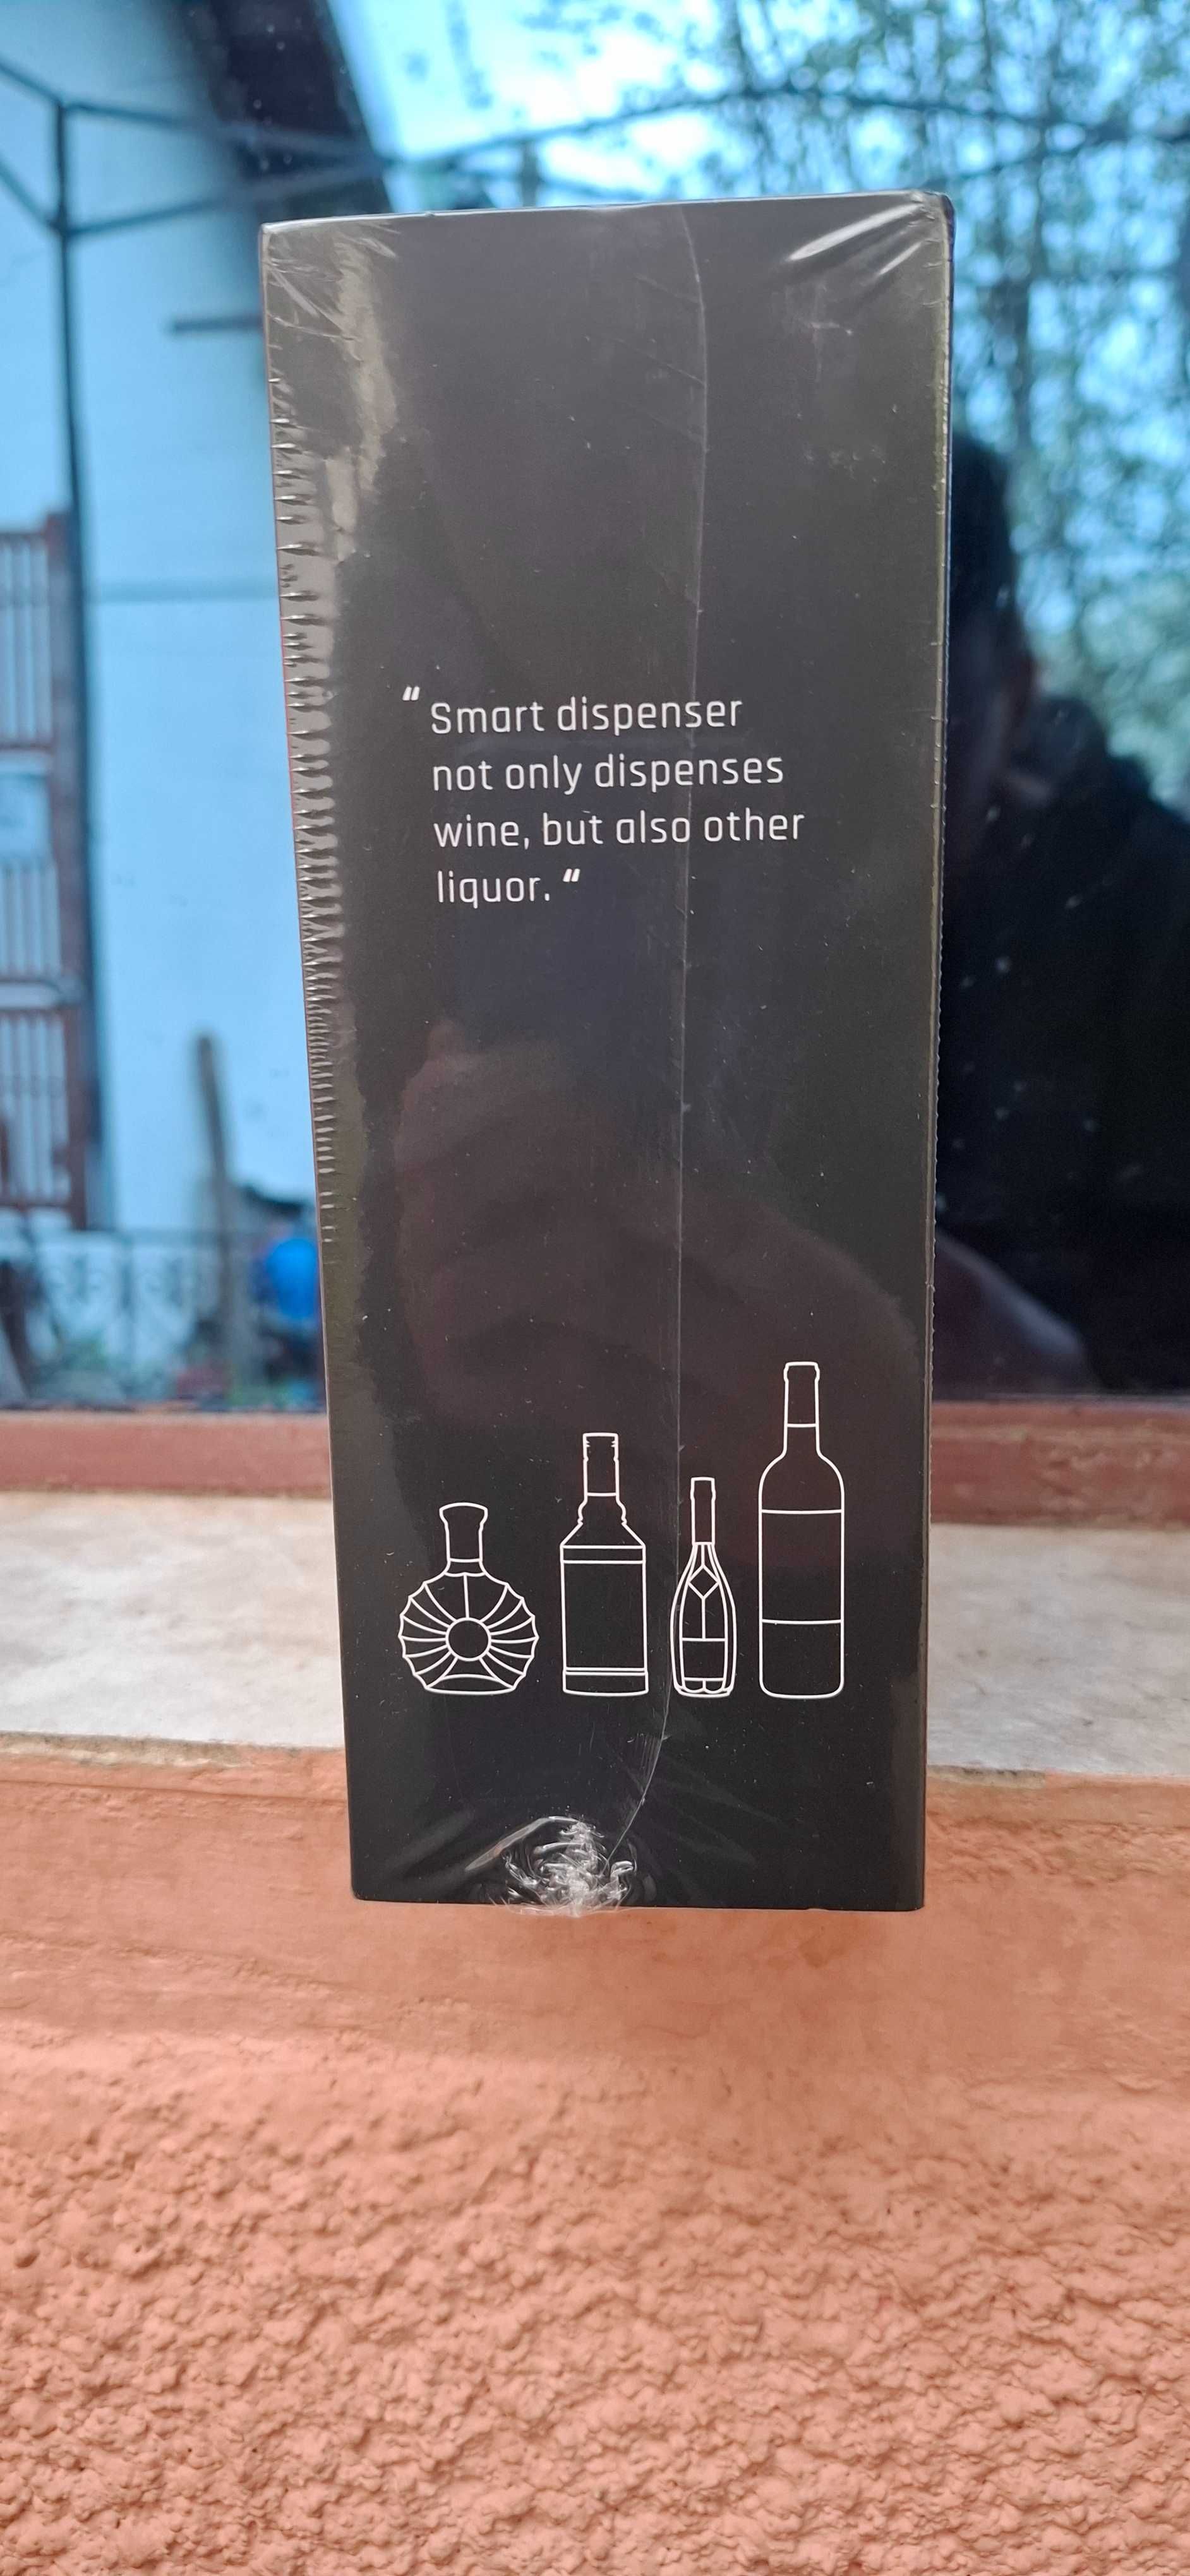 “ Smart dispenser
not only dispenses
wine, but also other
liquor. “